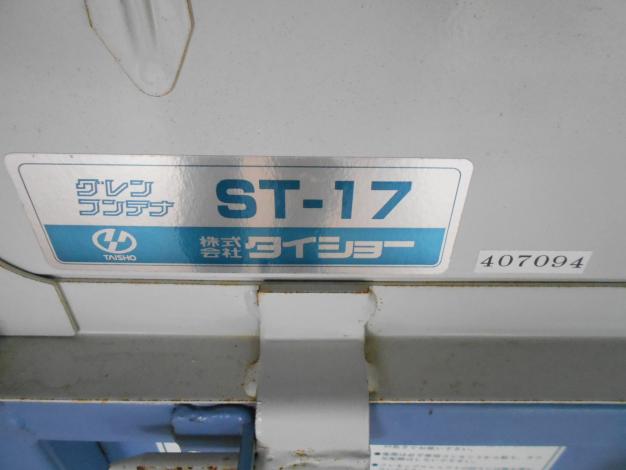 グレン
コンテナ
ST-17
TAISHO
株式
会社
タイショー
407094